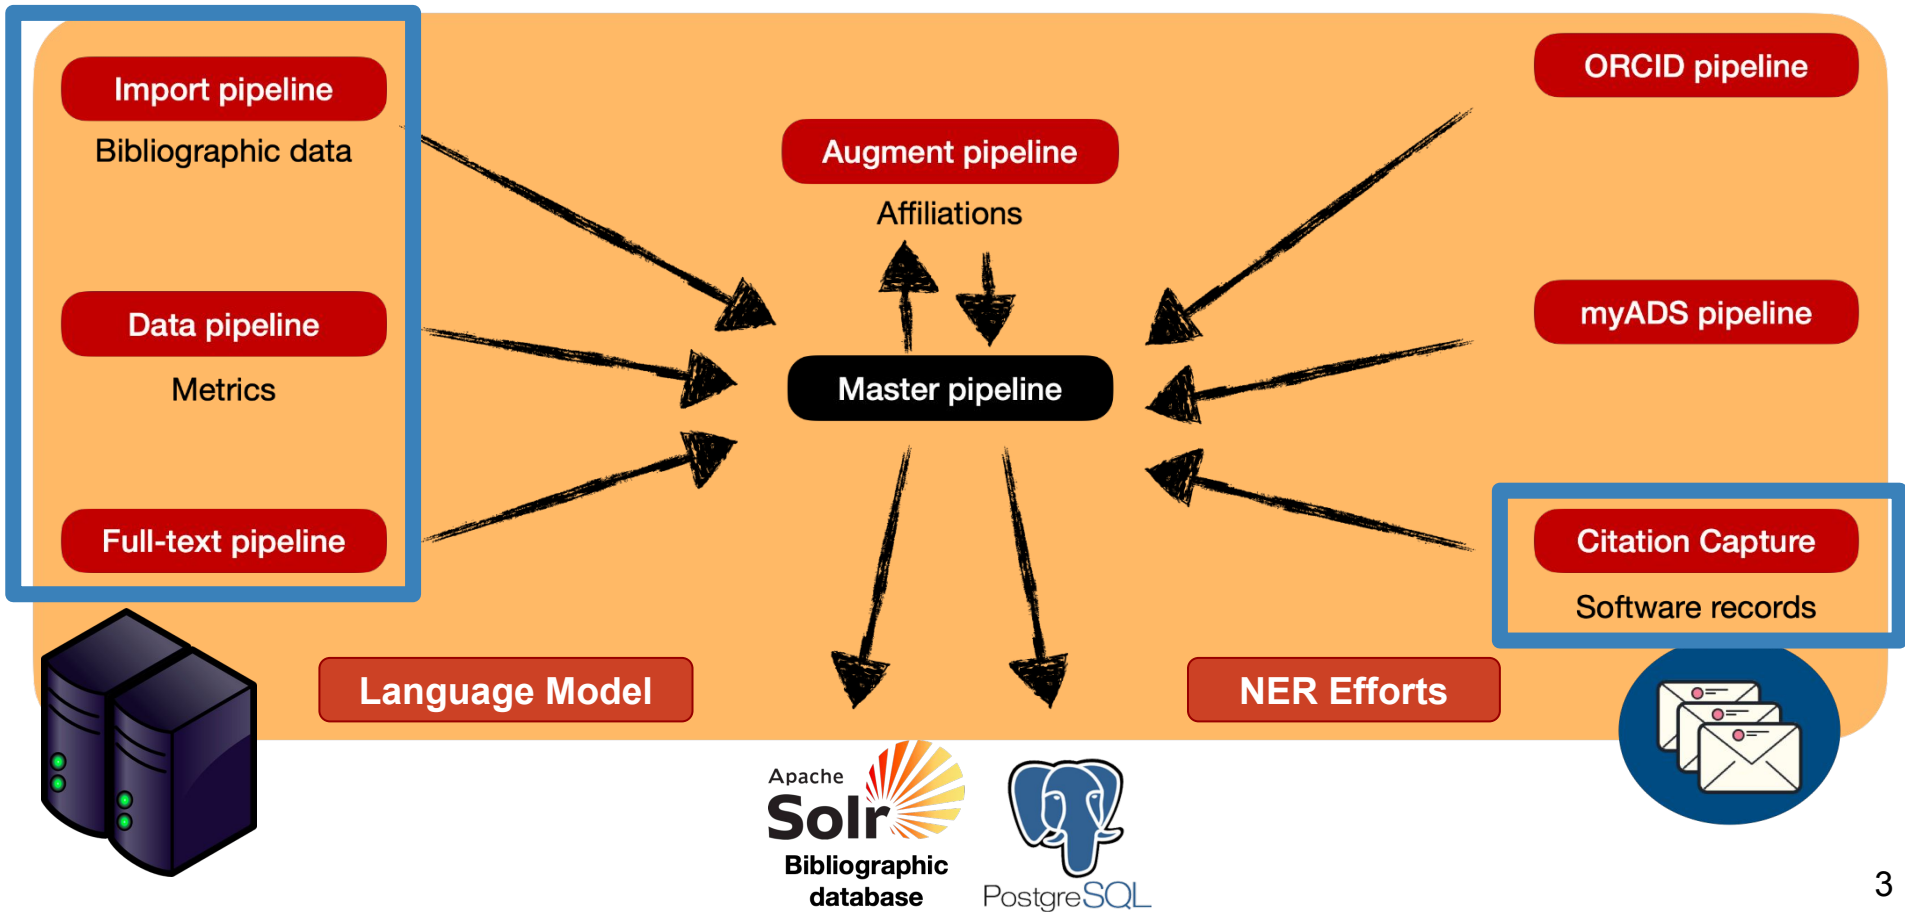 Import pipeline
Bibliographic data
Data pipeline
Metrics
Full-text pipeline
Augment pipeline
Affiliations
Master pipeline
ORCID pipeline
myADS pipeline
Citation Capture
Software records
Language Model
NER Efforts
Apache
Solr
Bibliographic
database
PostgreSQL
3